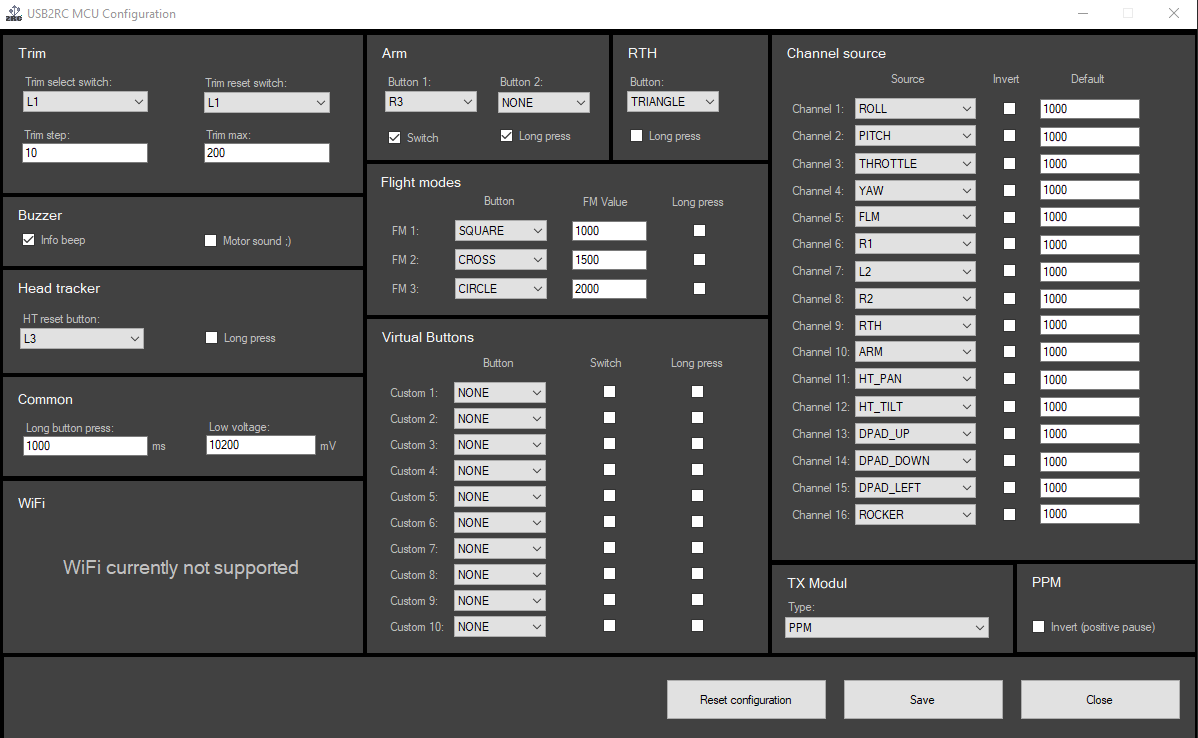 2RC USB2RC MCU Configuration
Trim
Trim select switch: Trim reset switch:
L1 L1
Trim step: Trim max:
10 200
Buzzer
Info beep Motor sound ;)
Head tracker
HT reset button:
L3 Long press
Common
Long button press: Low voltage:
1000 ms 10200 mV
WiFi
WiFi currently not supported
Arm
Button 1: Button 2:
R3 NONE
Switch Long press
RTH
Button:
TRIANGLE
Long press
Flight modes
Button FM Value Long press
FM 1: SQUARE 1000
FM 2: CROSS 1500
FM 3: CIRCLE 2000
Virtual Buttons
Button Switch Long press
Custom 1: NONE
Custom 2: NONE
Custom 3: NONE
Custom 4: NONE
Custom 5: NONE
Custom 6: NONE
Custom 7: NONE
Custom 8: NONE
Custom 9: NONE
Custom 10: NONE
Channel source
Source Invert Default
Channel 1: ROLL 1000
Channel 2: PITCH 1000
Channel 3: THROTTLE 1000
Channel 4: YAW 1000
Channel 5: FLM 1000
Channel 6: R1 1000
Channel 7: L2 1000
Channel 8: R2 1000
Channel 9: RTH 1000
Channel 10: ARM 1000
Channel 11: HT_PAN 1000
Channel 12: HT_TILT 1000
Channel 13: DPAD_UP 1000
Channel 14: DPAD_DOWN 1000
Channel 15: DPAD_LEFT 1000
Channel 16: ROCKER 1000
TX Modul
Type:
PPM
PPM
Invert (positive pause)
Reset configuration Save Close